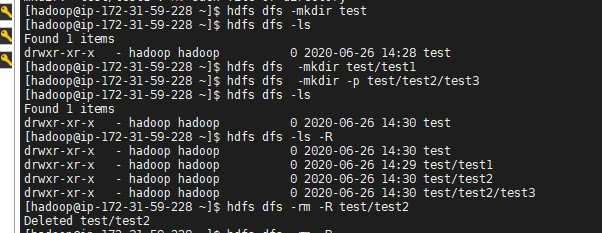 [hadoop@ip-172-31-59-228 ~]$ hdfs dfs -mkdir test
[hadoop@ip-172-31-59-228 ~]$ hdfs dfs -ls
Found 1 items
drwxr-xr-x   - hadoop hadoop          0 2020-06-26 14:28 test
[hadoop@ip-172-31-59-228 ~]$ hdfs dfs  -mkdir test/test1
[hadoop@ip-172-31-59-228 ~]$ hdfs dfs  -mkdir -p test/test2/test3
[hadoop@ip-172-31-59-228 ~]$ hdfs dfs -ls
Found 1 items
drwxr-xr-x   - hadoop hadoop          0 2020-06-26 14:30 test
[hadoop@ip-172-31-59-228 ~]$ hdfs dfs -ls -R
drwxr-xr-x   - hadoop hadoop          0 2020-06-26 14:30 test
drwxr-xr-x   - hadoop hadoop          0 2020-06-26 14:29 test/test1
drwxr-xr-x   - hadoop hadoop          0 2020-06-26 14:30 test/test2
drwxr-xr-x   - hadoop hadoop          0 2020-06-26 14:30 test/test2/test3
[hadoop@ip-172-31-59-228 ~]$ hdfs dfs -rm -R test/test2
Deleted test/test2